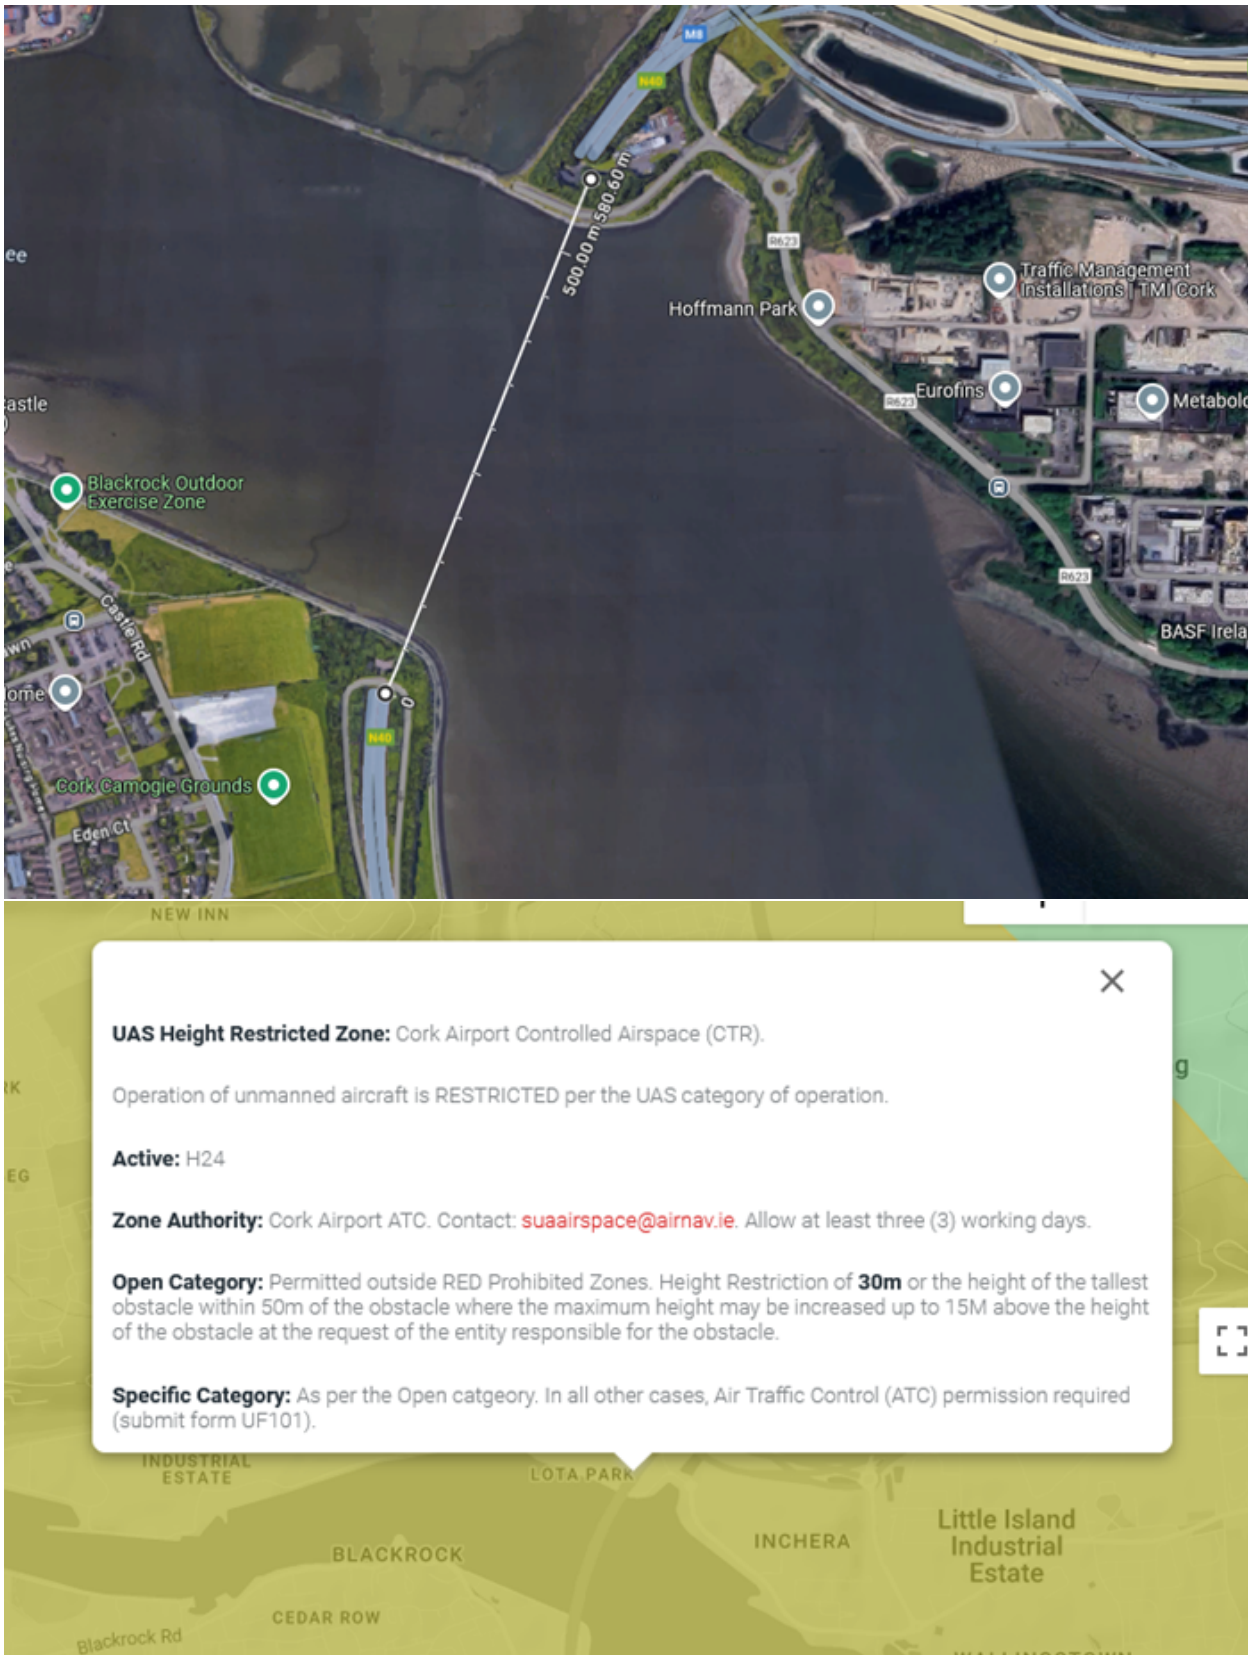 M8
N40
580.60 m
500.00 m
R623
Traffic Management
Installations | TMI Cork
Hoffmann Park
ee
Eurofins
R623
Metabolo
astle
Blackrock Outdoor
Exercise Zone
R623
Castle Rd
BASF Irela
awn
ome
0
N40
Cork Camogie Grounds
Eden Ct
NEW INN
UAS Height Restricted Zone: Cork Airport Controlled Airspace (CTR).
g
RK
Operation of unmanned aircraft is RESTRICTED per the UAS category of operation.
Active: H24
EG
Zone Authority: Cork Airport ATC. Contact: suaairspace@airnav.ie. Allow at least three (3) working days.
Open Category: Permitted outside RED Prohibited Zones. Height Restriction of 30m or the height of the tallest
obstacle within 50m of the obstacle where the maximum height may be increased up to 15M above the height
of the obstacle at the request of the entity responsible for the obstacle.
Specific Category: As per the Open catgeory. In all other cases, Air Traffic Control (ATC) permission required
(submit form UF101).
INDUSTRIAL
ESTATE
LOTA PARK
Little Island
Industrial
Estate
INCHERA
BLACKROCK
CEDAR ROW
Blackrock Rd